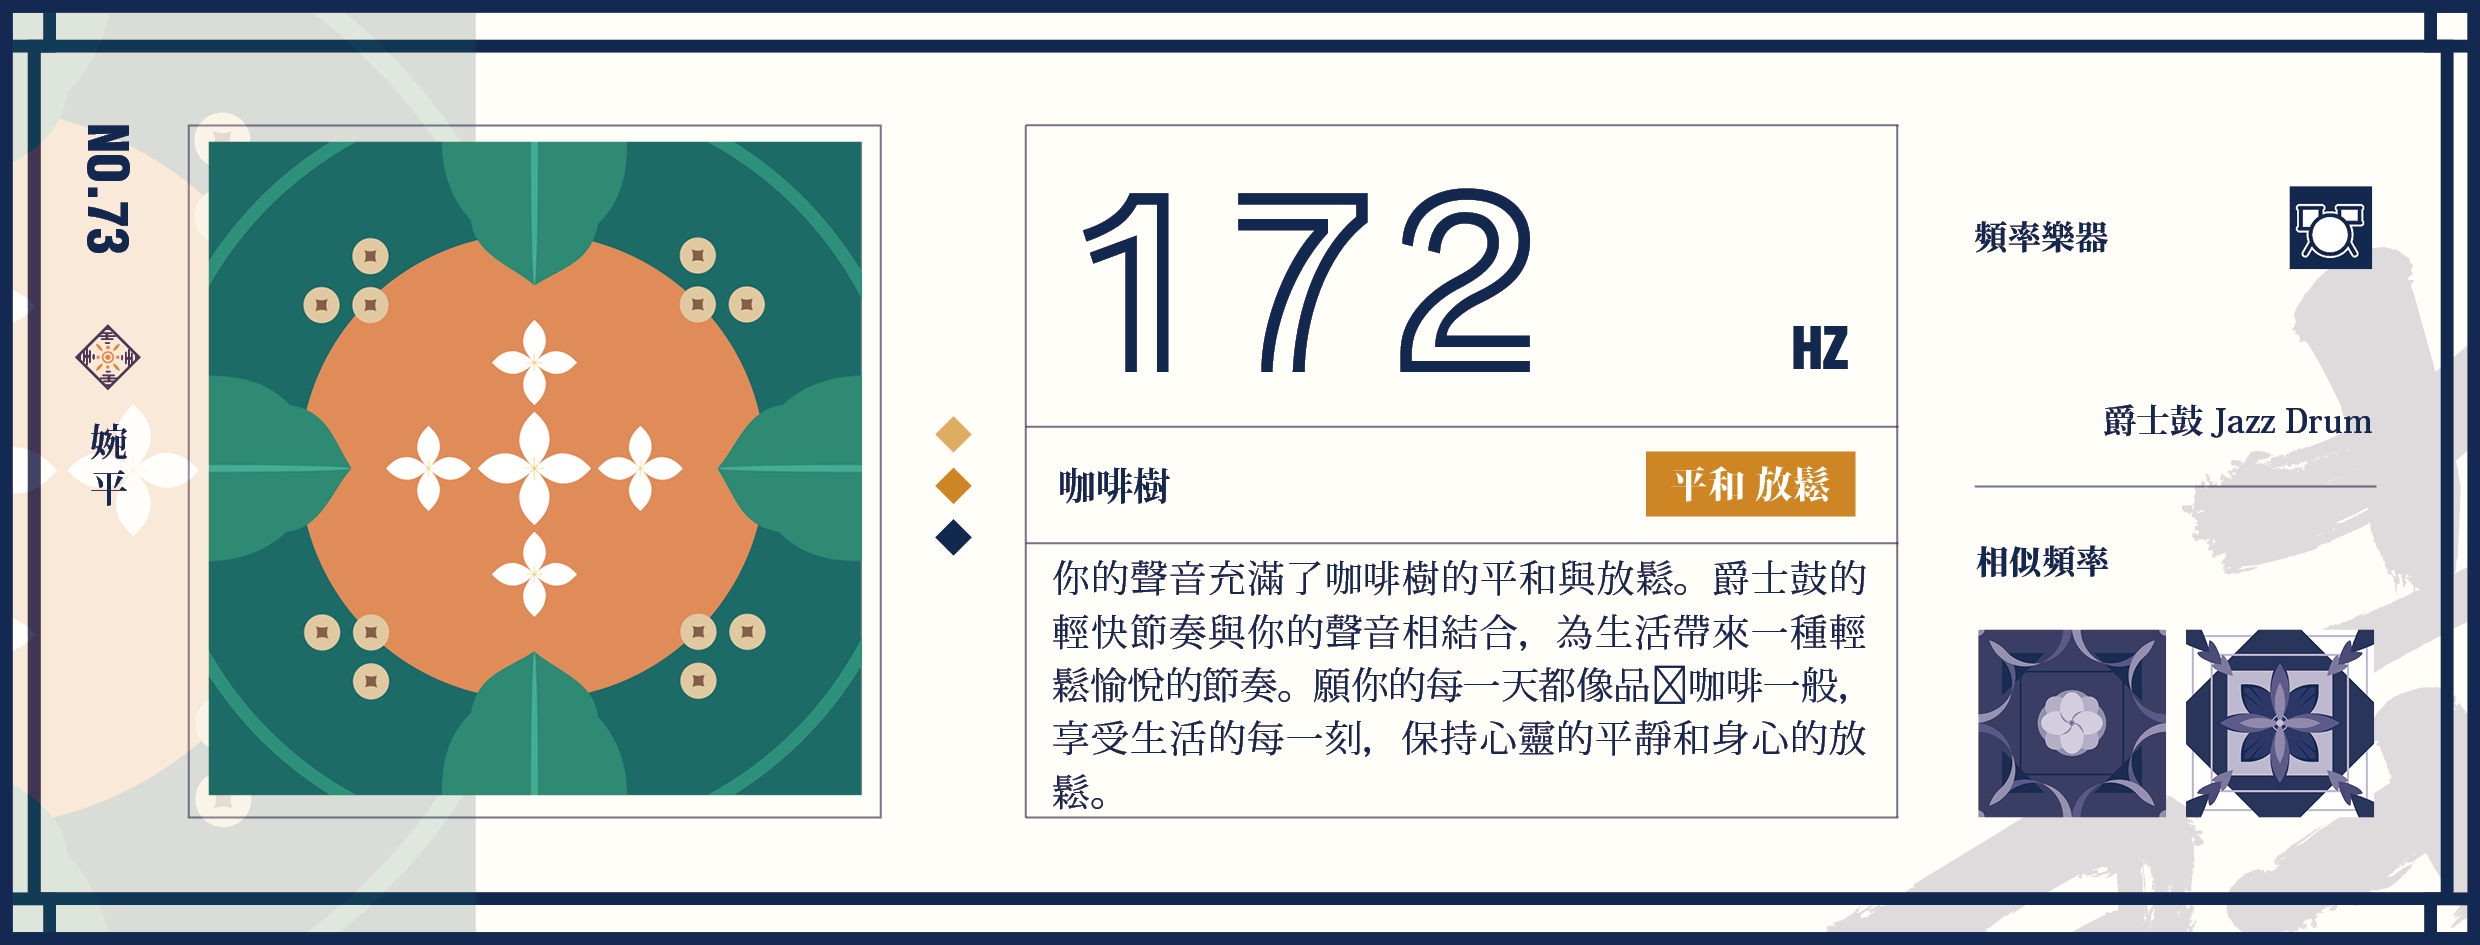 NO.73
婉平
172
HZ
咖啡樹
平和 放鬆
你的聲音充滿了咖啡樹的平和與放鬆。爵士鼓的
輕快節奏與你的聲音相結合，為生活帶來一種輕
鬆愉悅的節奏。願你的每一天都像品咖啡一般，
享受生活的每一刻，保持心靈的平靜和身心的放
鬆。
頻率樂器
爵士鼓 Jazz Drum
相似頻率